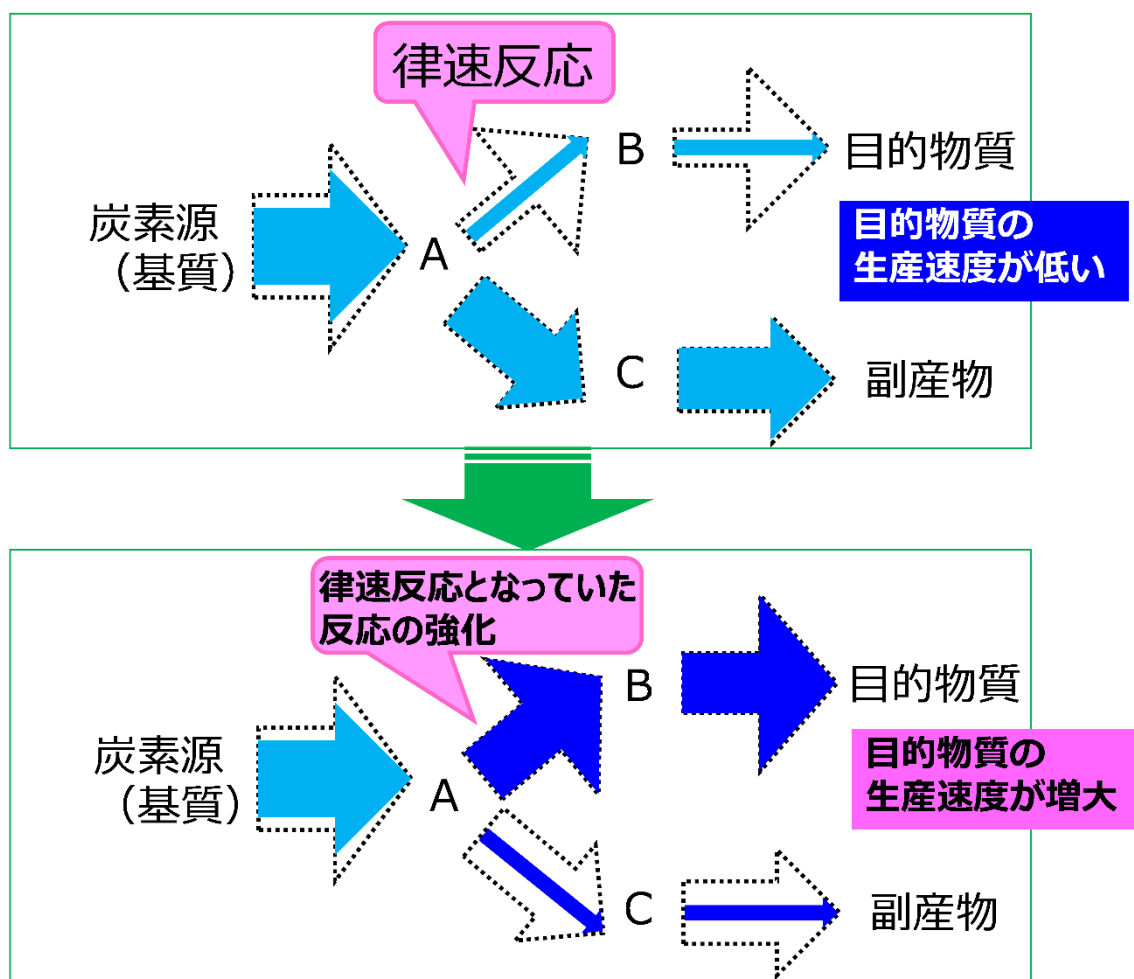 律速反応
B
目的物質
炭素源
（基質）
A
目的物質の
生産速度が低い
C
副産物
律速反応となっていた
反応の強化
B
目的物質
炭素源
（基質）
A
目的物質の
生産速度が増大
C
副産物